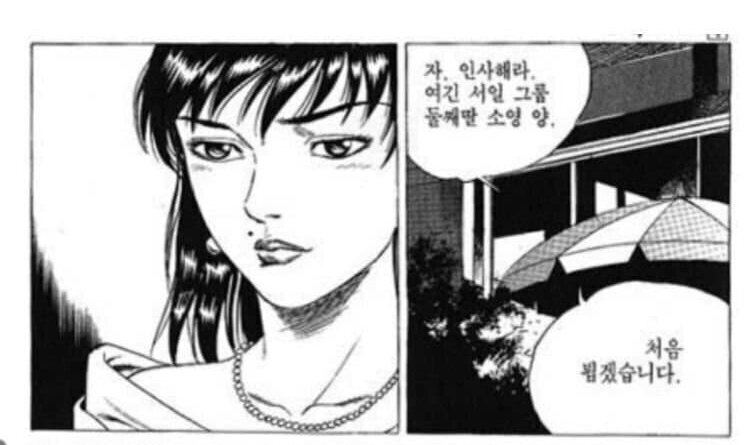 자, 인사해라.
여긴 서일 그룹
둘째딸 소영 양.
처음
뵙겠습니다.